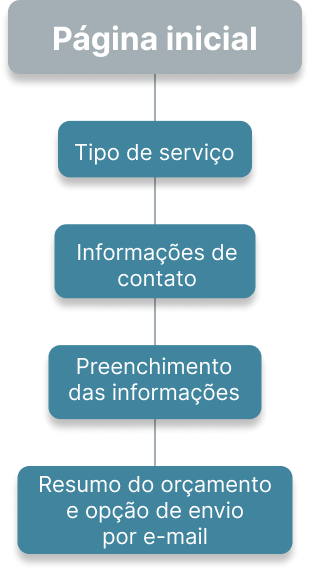 Página inicial
Tipo de serviço
Informações de
contato
Preenchimento
das informações
Resumo do orçamento
e opção de envio
por e-mail